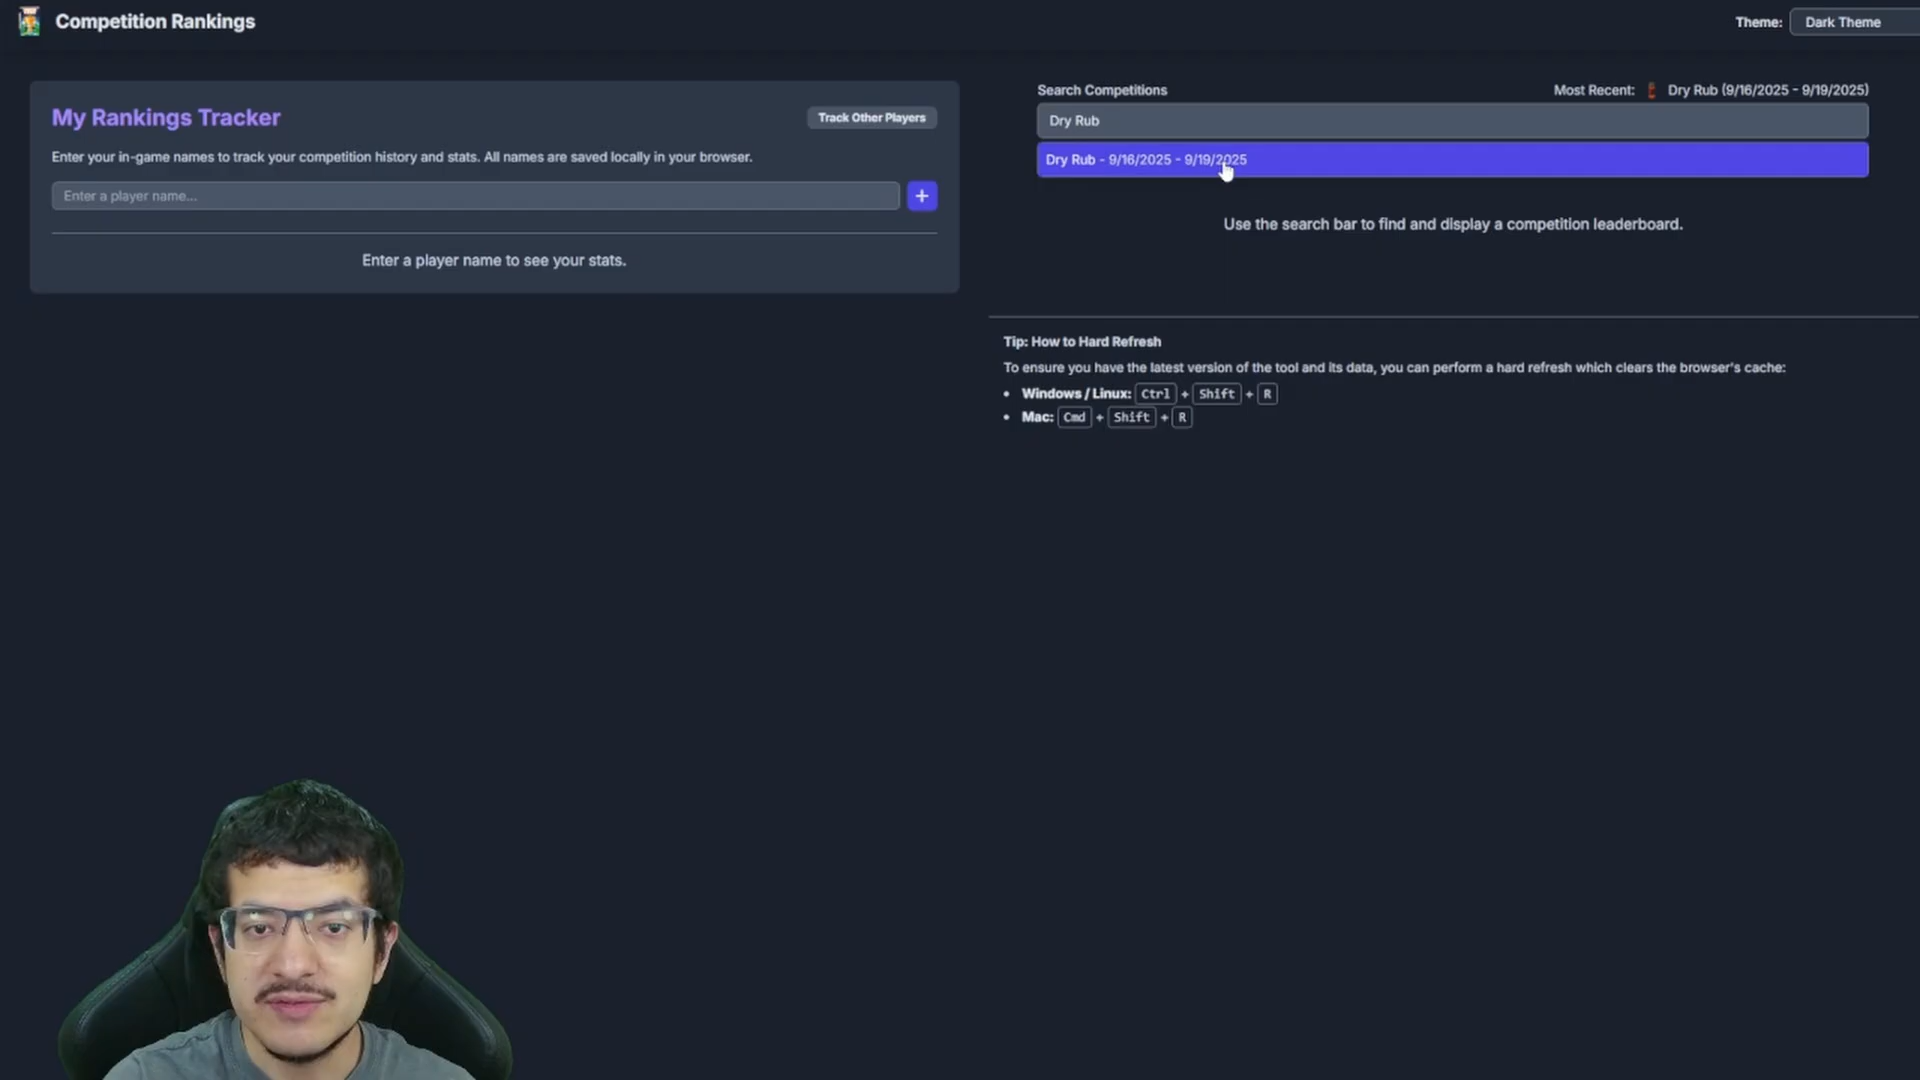 Competition Rankings
Theme: Dark Theme
My Rankings Tracker
Track Other Players
Enter your in-game names to track your competition history and stats. All names are saved locally in your browser.
Enter a player name...
+
Enter a player name to see your stats.
Search Competitions
Most Recent: Dry Rub (9/16/2025 - 9/19/2025)
Dry Rub
Dry Rub - 9/16/2025 - 9/19/2025
Use the search bar to find and display a competition leaderboard.
Tip: How to Hard Refresh
To ensure you have the latest version of the tool and its data, you can perform a hard refresh which clears the browser's cache:
• Windows / Linux: Ctrl + Shift + R
• Mac: Cmd + Shift + R